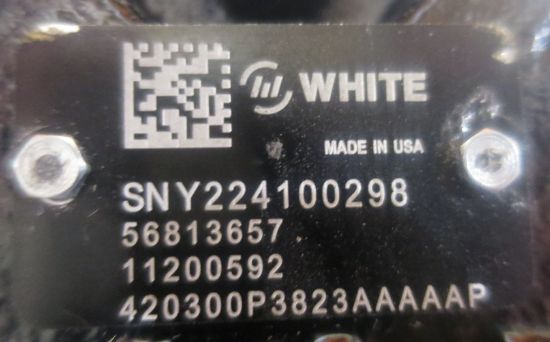 WHITE
MADE IN USA
SNY224100298
56813657
11200592
420300P3823AAAAAP